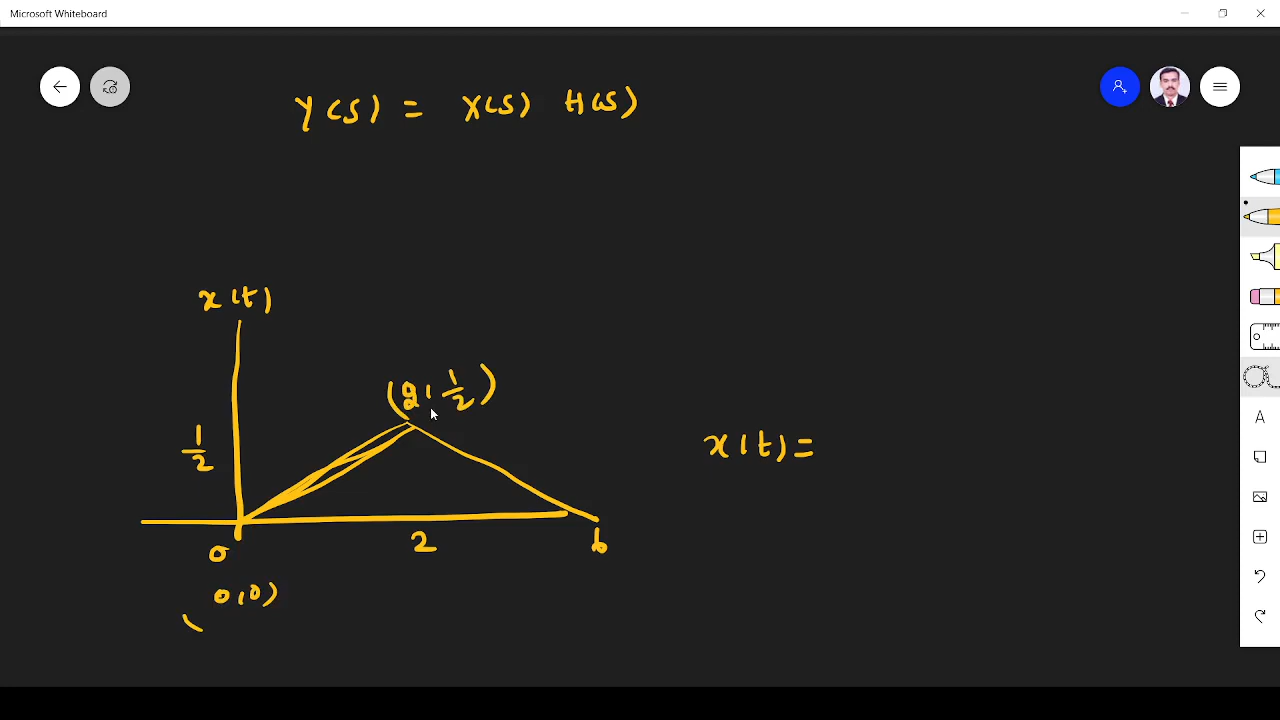 Microsoft Whiteboard
Y(s) = X(s) H(s)
x(t)
(2, 1/2)
1/2
x(t) =
0
2
6
(0,0)
A